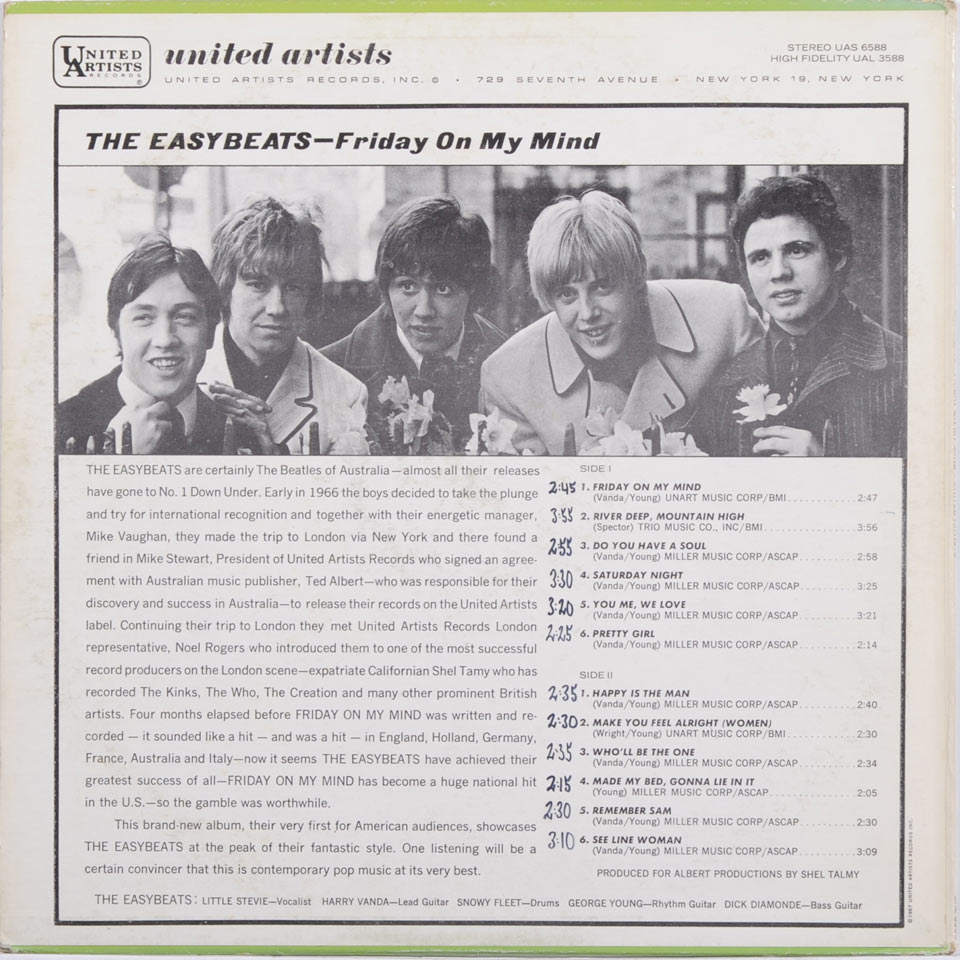 UNITED
ARTISTS
RECORDS
united artists
UNITED ARTISTS RECORDS, INC. © • 729 SEVENTH AVENUE • NEW YORK 19, NEW YORK
STEREO UAS 6588
HIGH FIDELITY UAL 3588
THE EASYBEATS—Friday On My Mind
THE EASYBEATS are certainly The Beatles of Australia—almost all their releases
have gone to No. 1 Down Under. Early in 1966 the boys decided to take the plunge
and try for international recognition and together with their energetic manager,
Mike Vaughan, they made the trip to London via New York and there found a
friend in Mike Stewart, President of United Artists Records who signed an agree-
ment with Australian music publisher, Ted Albert—who was responsible for their
discovery and success in Australia—to release their records on the United Artists
label. Continuing their trip to London they met United Artists Records London
representative, Noel Rogers who introduced them to one of the most successful
record producers on the London scene—expatriate Californian Shel Tamy who has
recorded The Kinks, The Who, The Creation and many other prominent British
artists. Four months elapsed before FRIDAY ON MY MIND was written and re-
corded — it sounded like a hit — and was a hit — in England, Holland, Germany,
France, Australia and Italy—now it seems THE EASYBEATS have achieved their
greatest success of all—FRIDAY ON MY MIND has become a huge national hit
in the U.S.—so the gamble was worthwhile.
This brand-new album, their very first for American audiences, showcases
THE EASYBEATS at the peak of their fantastic style. One listening will be a
certain convincer that this is contemporary pop music at its very best.
SIDE I
2:45 1. FRIDAY ON MY MIND
(Vanda/Young) UNART MUSIC CORP/BMI............2:47
3:55 2. RIVER DEEP, MOUNTAIN HIGH
(Spector) TRIO MUSIC CO., INC/BMI................3:56
2:55 3. DO YOU HAVE A SOUL
(Vanda/Young) MILLER MUSIC CORP/ASCAP.........2:58
3:30 4. SATURDAY NIGHT
(Vanda/Young) MILLER MUSIC CORP/ASCAP.........3:25
3:20 5. YOU ME, WE LOVE
(Vanda/Young) MILLER MUSIC CORP/ASCAP.........3:21
2:25 6. PRETTY GIRL
(Vanda/Young) MILLER MUSIC CORP/ASCAP.........2:14
SIDE II
2:35 1. HAPPY IS THE MAN
(Vanda/Young) MILLER MUSIC CORP/ASCAP.........2:40
2:30 2. MAKE YOU FEEL ALRIGHT (WOMEN)
(Wright/Young) UNART MUSIC CORP/BMI............2:30
2:35 3. WHO'LL BE THE ONE
(Vanda/Young) MILLER MUSIC CORP/ASCAP.........2:34
2:15 4. MADE MY BED, GONNA LIE IN IT
(Young) MILLER MUSIC CORP/ASCAP................2:05
2:30 5. REMEMBER SAM
(Vanda/Young) MILLER MUSIC CORP/ASCAP.........2:30
3:10 6. SEE LINE WOMAN
(Vanda/Young) MILLER MUSIC CORP/ASCAP.........3:09
PRODUCED FOR ALBERT PRODUCTIONS BY SHEL TALMY
THE EASYBEATS: LITTLE STEVIE—Vocalist HARRY VANDA—Lead Guitar SNOWY FLEET—Drums GEORGE YOUNG—Rhythm Guitar DICK DIAMONDE—Bass Guitar
©1967 UNITED ARTISTS RECORDS INC.